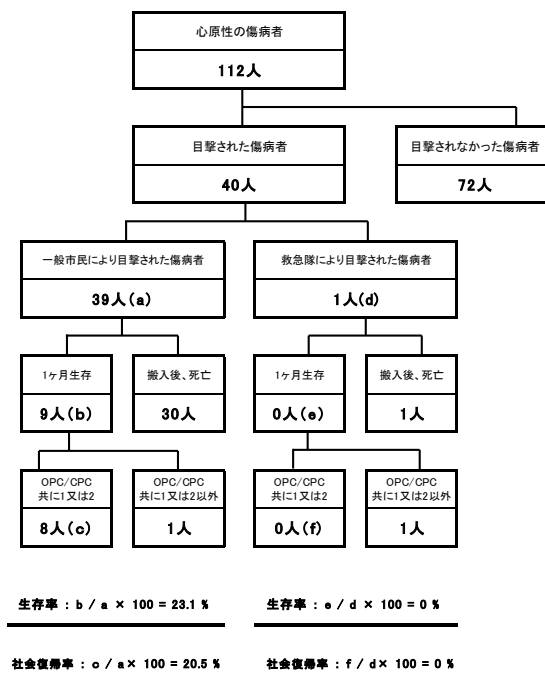 心原性の傷病者
112人
目撃された傷病者
目撃されなかった傷病者
40人
72人
一般市民により目撃された傷病者
救急隊により目撃された傷病者
39人(a)
1人(d)
1ヶ月生存
搬入後、死亡
1ヶ月生存
搬入後、死亡
9人(b)
30人
0人(e)
1人
OPC/CPC
共に1又は2
OPC/CPC
共に1又は2以外
OPC/CPC
共に1又は2
OPC/CPC
共に1又は2以外
8人(c)
1人
0人(f)
1人
生存率 : b / a × 100 = 23.1 %
生存率 : e / d × 100 = 0 %
社会復帰率 : c / a× 100 = 20.5 %
社会復帰率 : f / d× 100 = 0 %